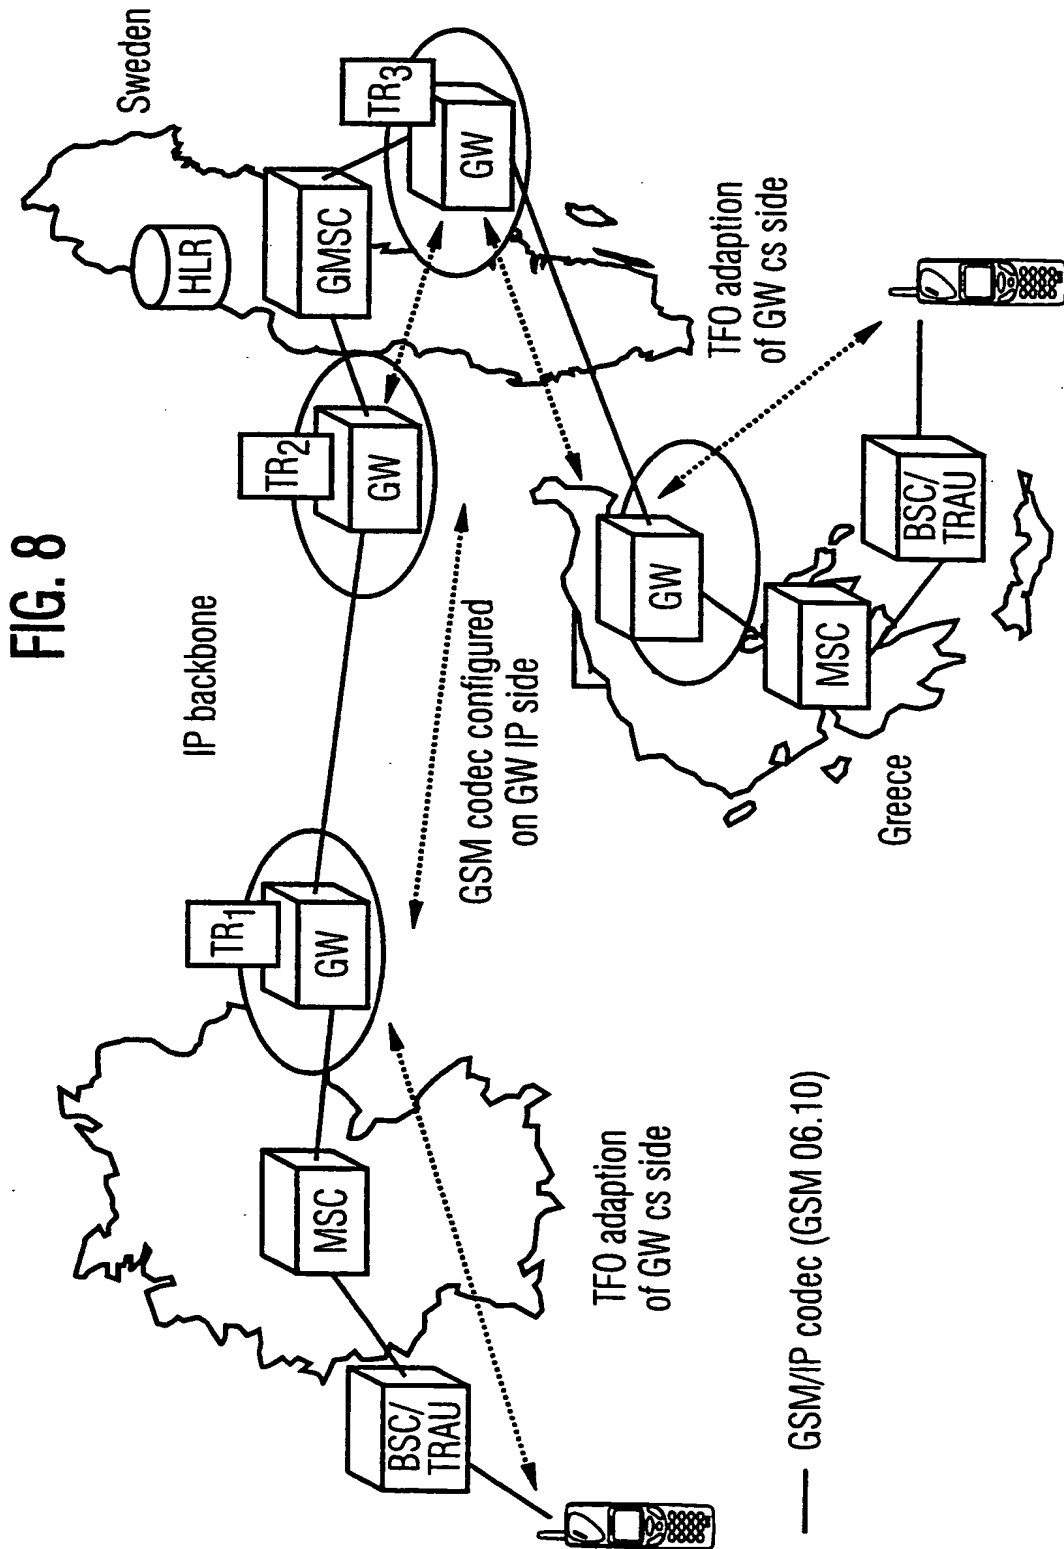 FIG. 8
Sweden
HLR
GMSC
TR3
GW
TR2
GW
IP backbone
TR1
GW
MSC
BSC/
TRAU
GSM codec configured
on GW IP side
TFO adaption
of GW cs side
TFO adaption
of GW cs side
GW
MSC
BSC/
TRAU
Greece
GSM/IP codec (GSM 06.10)